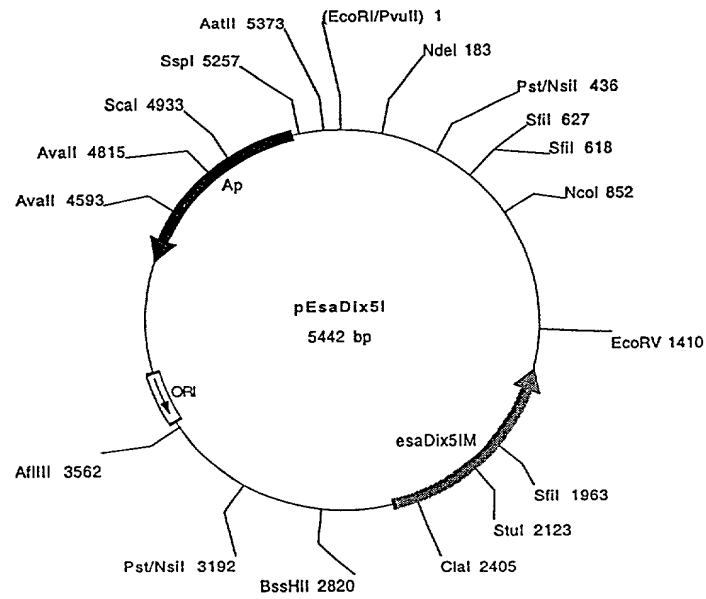 (EcoRI/PvuII) 1
AatII 5373
NdeI 183
SspI 5257
Pst/NsiI 436
ScaI 4933
SfiI 627
SfiI 618
AvaII 4815
Ap
NcoI 852
AvaII 4593
pEsaDix5I
5442 bp
EcoRV 1410
ORI
esaDix5IM
AflIII 3562
SfiI 1963
StuI 2123
Pst/NsiI 3192
ClaI 2405
BssHII 2820